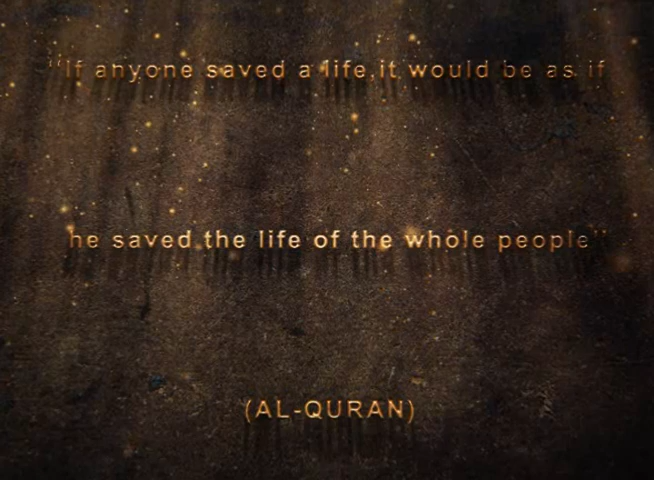 "If anyone saved a life,it would be as if
he saved the life of the whole people"
(AL-QURAN)